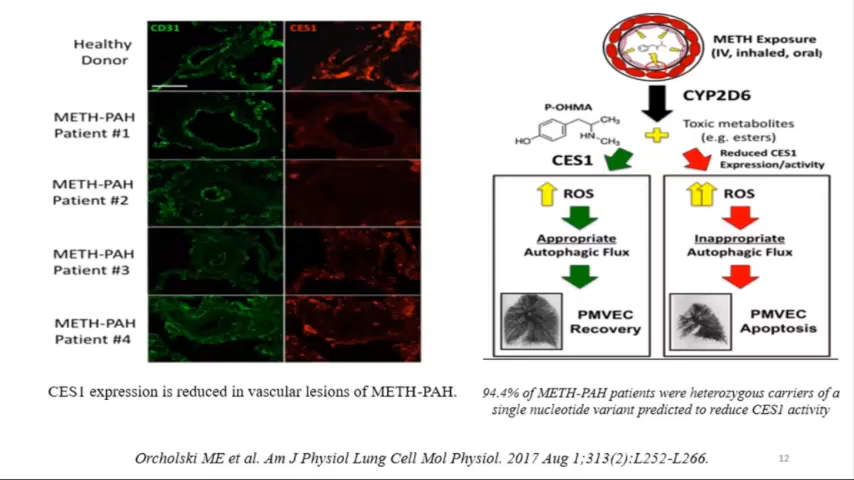 CD31
CES1
Healthy
Donor
METH-PAH
Patient #1
METH-PAH
Patient #2
METH-PAH
Patient #3
METH-PAH
Patient #4
CES1 expression is reduced in vascular lesions of METH-PAH.
METH Exposure
(IV, inhaled, oral)
CYP2D6
P-OHMA
CH₃
HN
CH₃
HO
Toxic metabolites
(e.g. esters)
CES1
Reduced CES1
Expression/activity
ROS
Appropriate
Autophagic Flux
PMVEC
Recovery
ROS
Inappropriate
Autophagic Flux
PMVEC
Apoptosis
94.4% of METH-PAH patients were heterozygous carriers of a
single nucleotide variant predicted to reduce CES1 activity
Orcholski ME et al. Am J Physiol Lung Cell Mol Physiol. 2017 Aug 1;313(2):L252-L266.
12